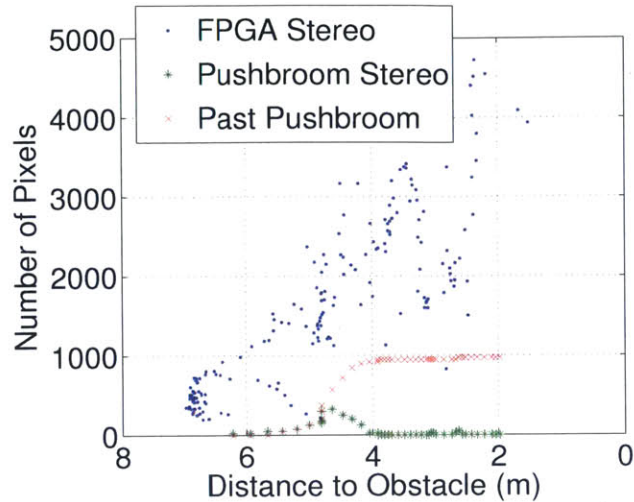 FPGA Stereo
Pushbroom Stereo
Past Pushbroom
Number of Pixels
5000
4000
3000
2000
1000
0
8 6 4 2 0
Distance to Obstacle (m)